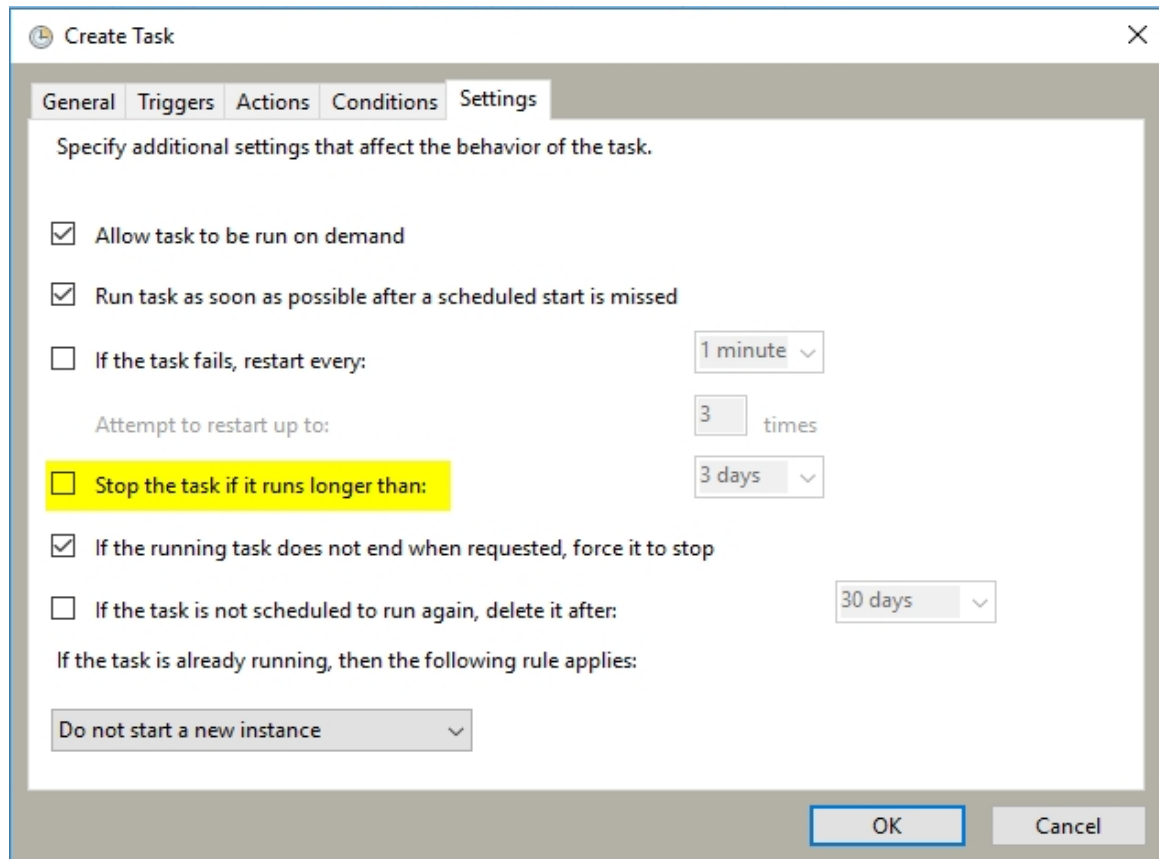 Create Task
General Triggers Actions Conditions Settings
Specify additional settings that affect the behavior of the task.
Allow task to be run on demand
Run task as soon as possible after a scheduled start is missed
If the task fails, restart every: 1 minute
Attempt to restart up to: 3 times
Stop the task if it runs longer than: 3 days
If the running task does not end when requested, force it to stop
If the task is not scheduled to run again, delete it after: 30 days
If the task is already running, then the following rule applies:
Do not start a new instance
OK Cancel